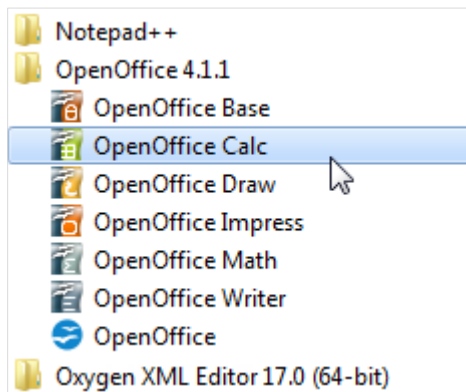 Notepad++
OpenOffice 4.1.1
OpenOffice Base
OpenOffice Calc
OpenOffice Draw
OpenOffice Impress
OpenOffice Math
OpenOffice Writer
OpenOffice
Oxygen XML Editor 17.0 (64-bit)